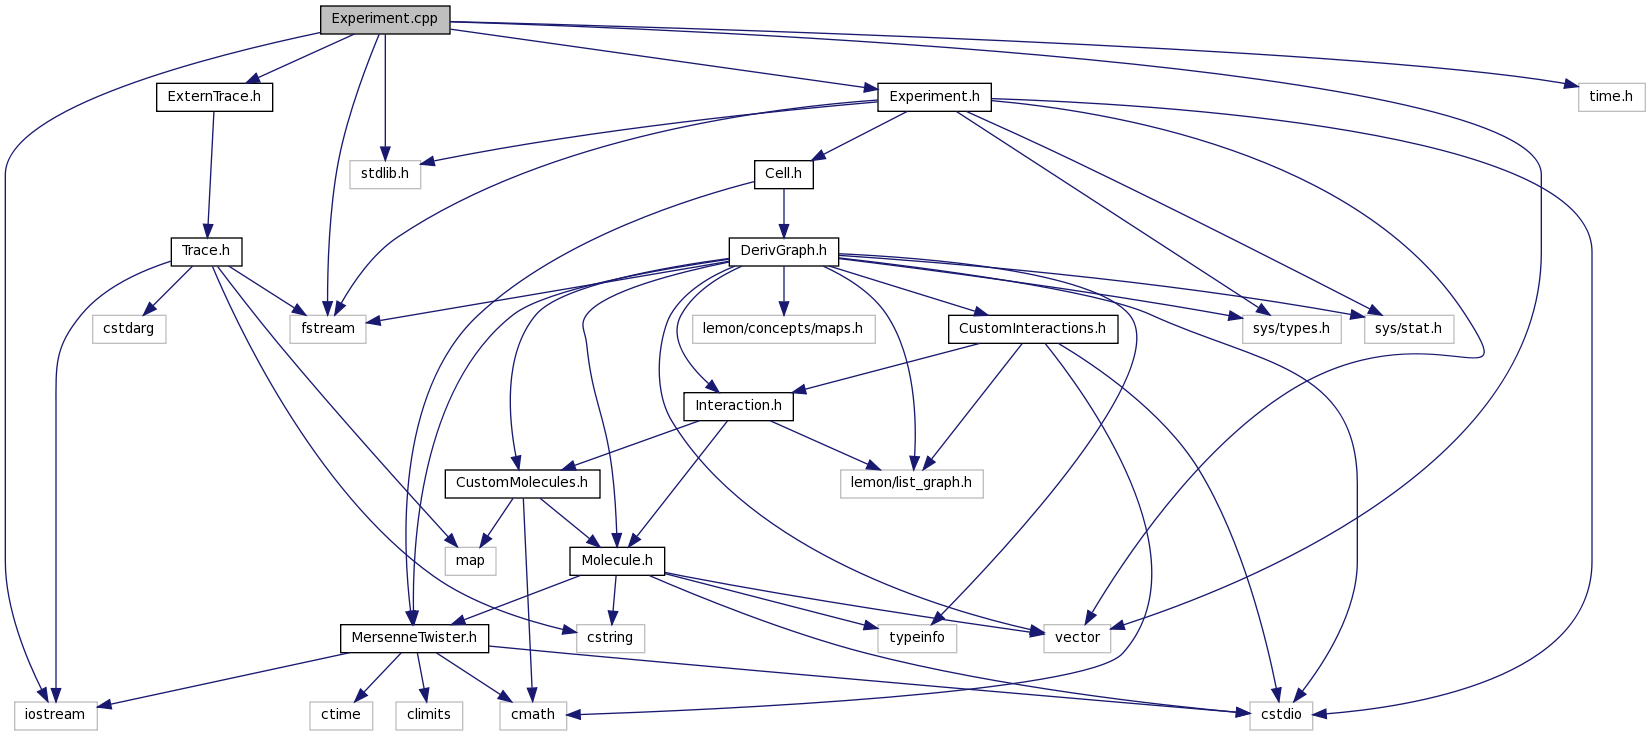 Experiment.cpp
ExternTrace.h
Experiment.h
time.h
stdlib.h
Cell.h
Trace.h
DerivGraph.h
cstdarg
fstream
lemon/concepts/maps.h
CustomInteractions.h
sys/types.h
sys/stat.h
Interaction.h
CustomMolecules.h
lemon/list_graph.h
map
Molecule.h
MersenneTwister.h
cstring
typeinfo
vector
iostream
ctime
climits
cmath
cstdio